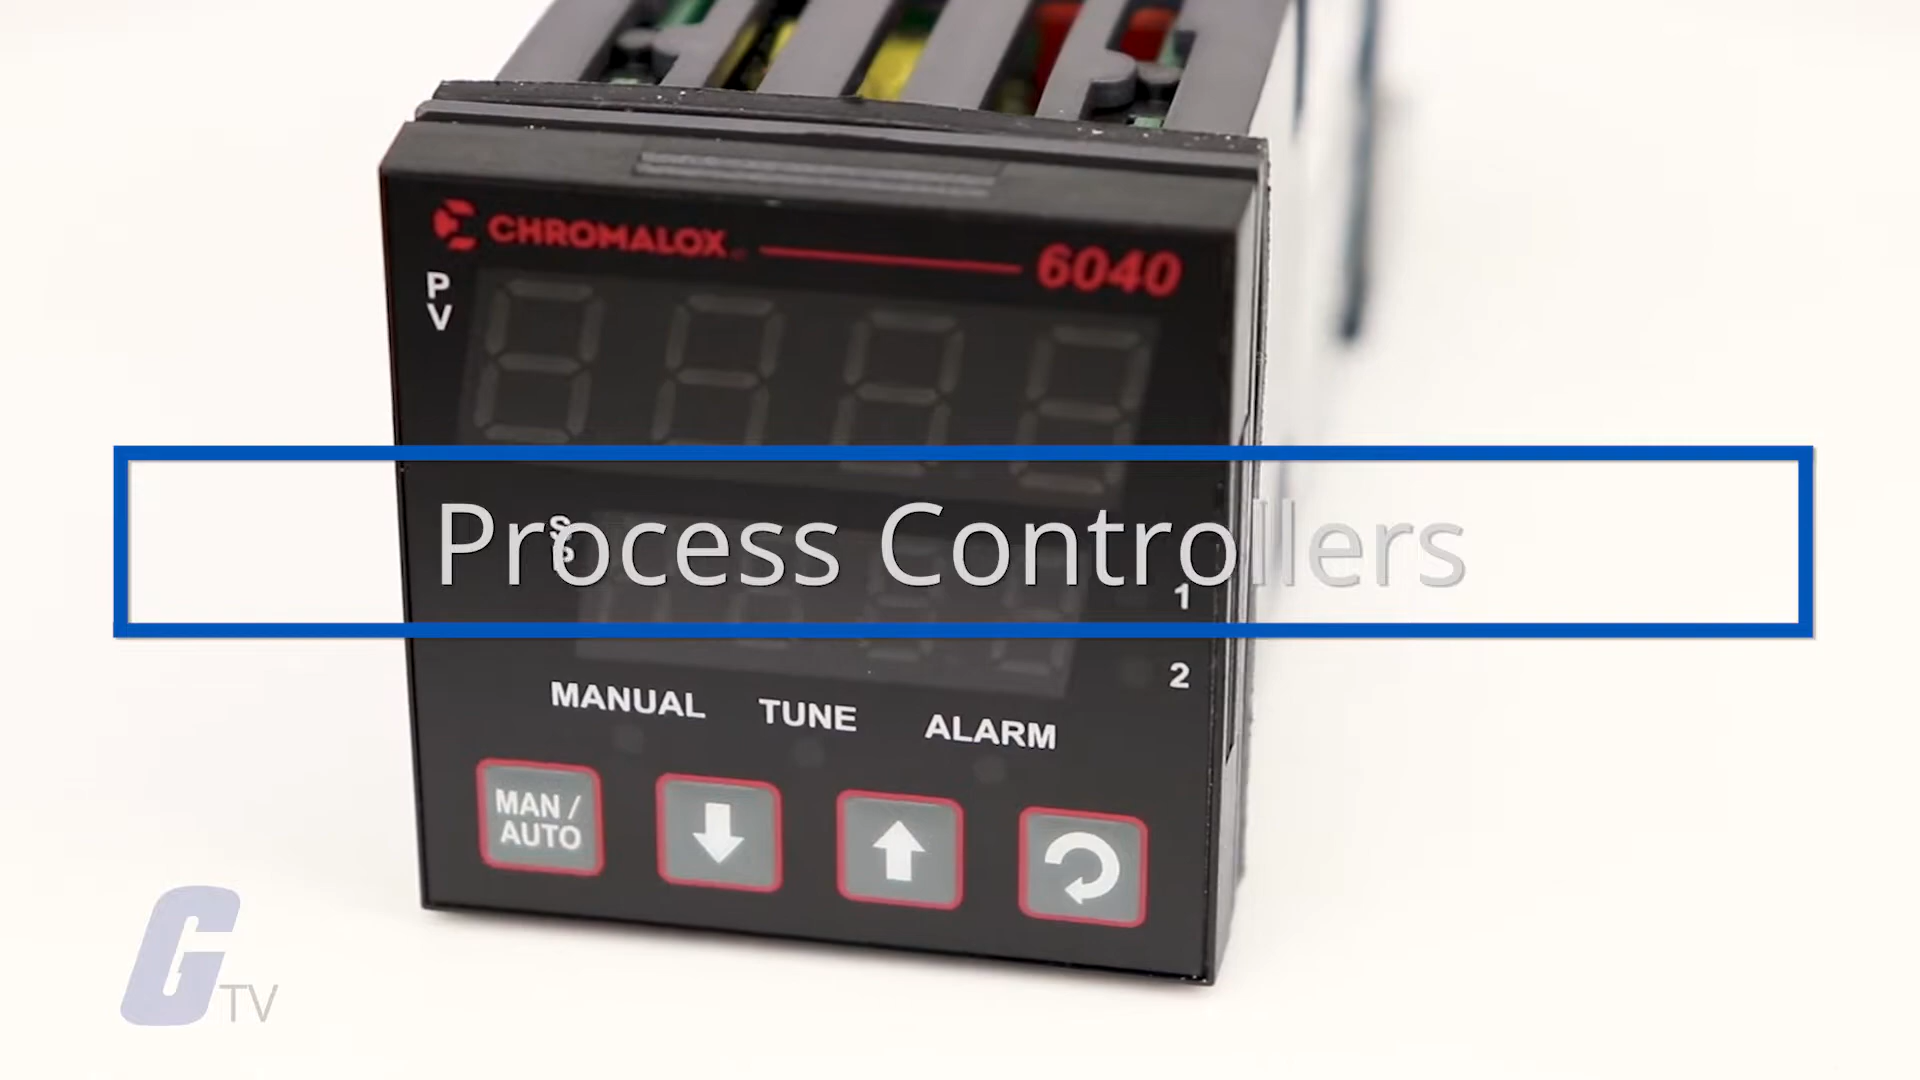 CHROMALOX
6040
P
V
Process Controllers
S
P
1
2
MANUAL TUNE ALARM
MAN /
AUTO
G TV